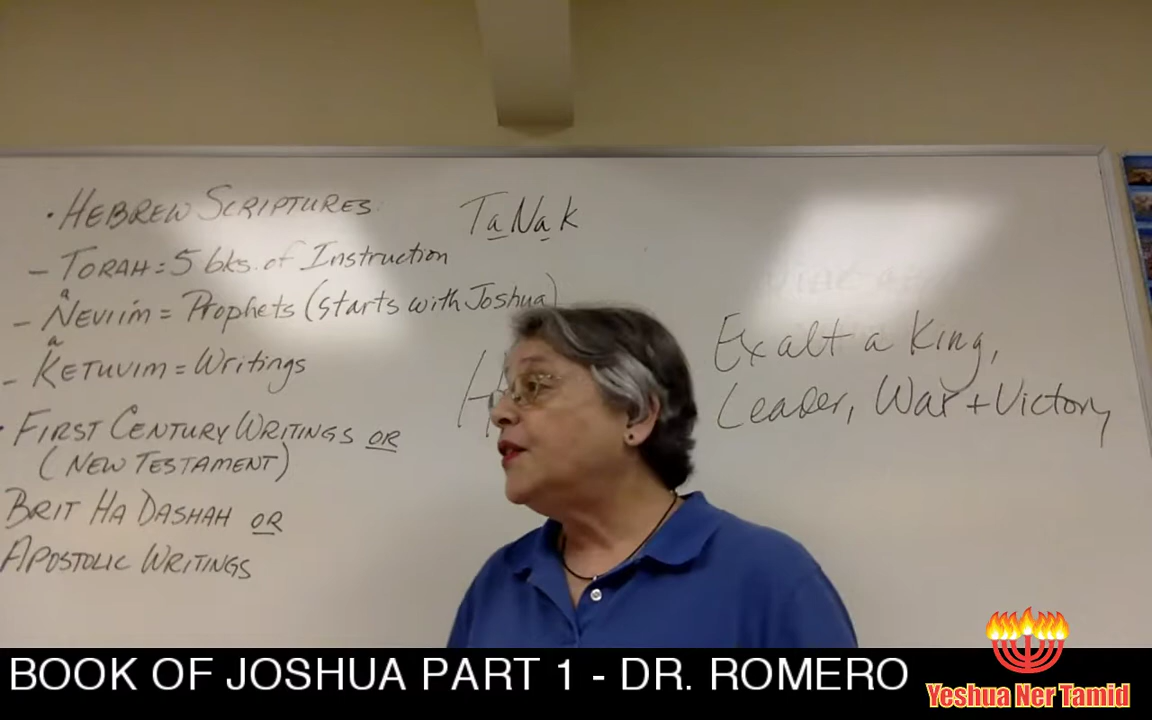 · HEBREW SCRIPTURES:
TaNaK
- TORAH = 5 bks. of Instruction
a
- NEVIIM = Prophets (starts with Joshua)
a
- KETUVIM = Writings
Exalt a King,
Leader, War + Victory
· FIRST CENTURY WRITINGS OR
(NEW TESTAMENT)
BRIT HA DASHAH OR
APOSTOLIC WRITINGS
BOOK OF JOSHUA PART 1 - DR. ROMERO
Yeshua Ner Tamid